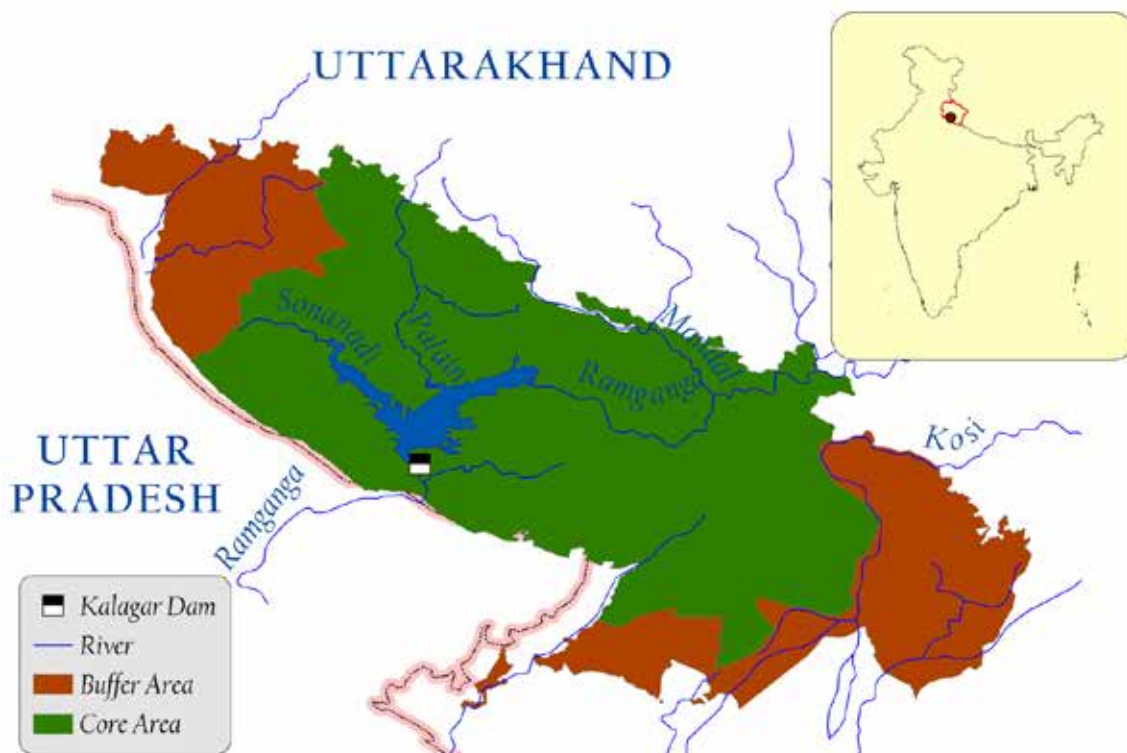 UTTARAKHAND
Sonanadi
Palain
Mandal
Ramganga
Kosi
UTTAR
PRADESH
Ramganga
Kalagar Dam
River
Buffer Area
Core Area